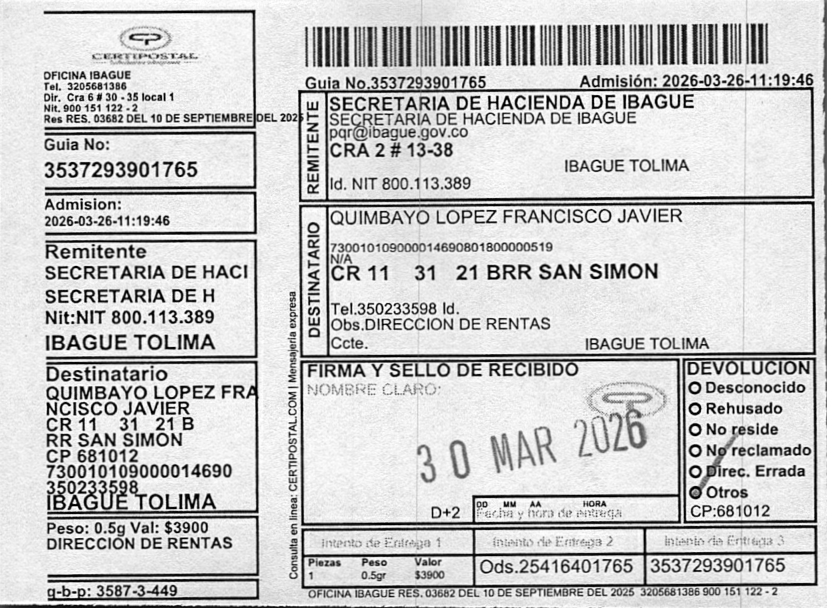 CERTIPOSTAL
OFICINA IBAGUE
Tel. 3205681386
Dir. Cra 6 # 30 - 35 local 1
Nit. 900 151 122 - 2
Res RES. 03682 DEL 10 DE SEPTIEMBRE DEL 2025
Guia No:
3537293901765
Admision:
2026-03-26-11:19:46
Remitente
SECRETARIA DE HACI
SECRETARIA DE H
Nit:NIT 800.113.389
IBAGUE TOLIMA
Destinatario
QUIMBAYO LOPEZ FRA
NCISCO JAVIER
CR 11 31 21 B
RR SAN SIMON
CP 681012
730010109000014690
350233598
IBAGUE TOLIMA
Peso: 0.5g Val: $3900
DIRECCIÓN DE RENTAS
g-b-p: 3587-3-449
Consulta en linea: CERTIPOSTAL.COM | Mensajeria expresa
Guia No.3537293901765 Admisión: 2026-03-26-11:19:46
REMITENTE
SECRETARIA DE HACIENDA DE IBAGUE
SECRETARIA DE HACIENDA DE IBAGUE
pqr@ibague.gov.co
CRA 2 # 13-38
IBAGUE TOLIMA
Id. NIT 800.113.389
DESTINATARIO
QUIMBAYO LOPEZ FRANCISCO JAVIER
730010109000014690801800000519
N/A
CR 11 31 21 BRR SAN SIMON
Tel.350233598 Id.
Obs.DIRECCION DE RENTAS
Ccte. IBAGUE TOLIMA
FIRMA Y SELLO DE RECIBIDO
NOMBRE CLARO:
30 MAR 2026
D+2
DD MM AA HORA
Fecha y hora de entrega
DEVOLUCION
Desconocido
Rehusado
No reside
No reclamado
Direc. Errada
Otros
CP:681012
Intento de Entrega 1 Intento de Entrega 2 Intento de Entrega 3
Piezas Peso Valor
1 0.5gr $3900
Ods.25416401765 3537293901765
OFICINA IBAGUE RES. 03682 DEL 10 DE SEPTIEMBRE DEL 2025 3205681386 900 151 122 - 2